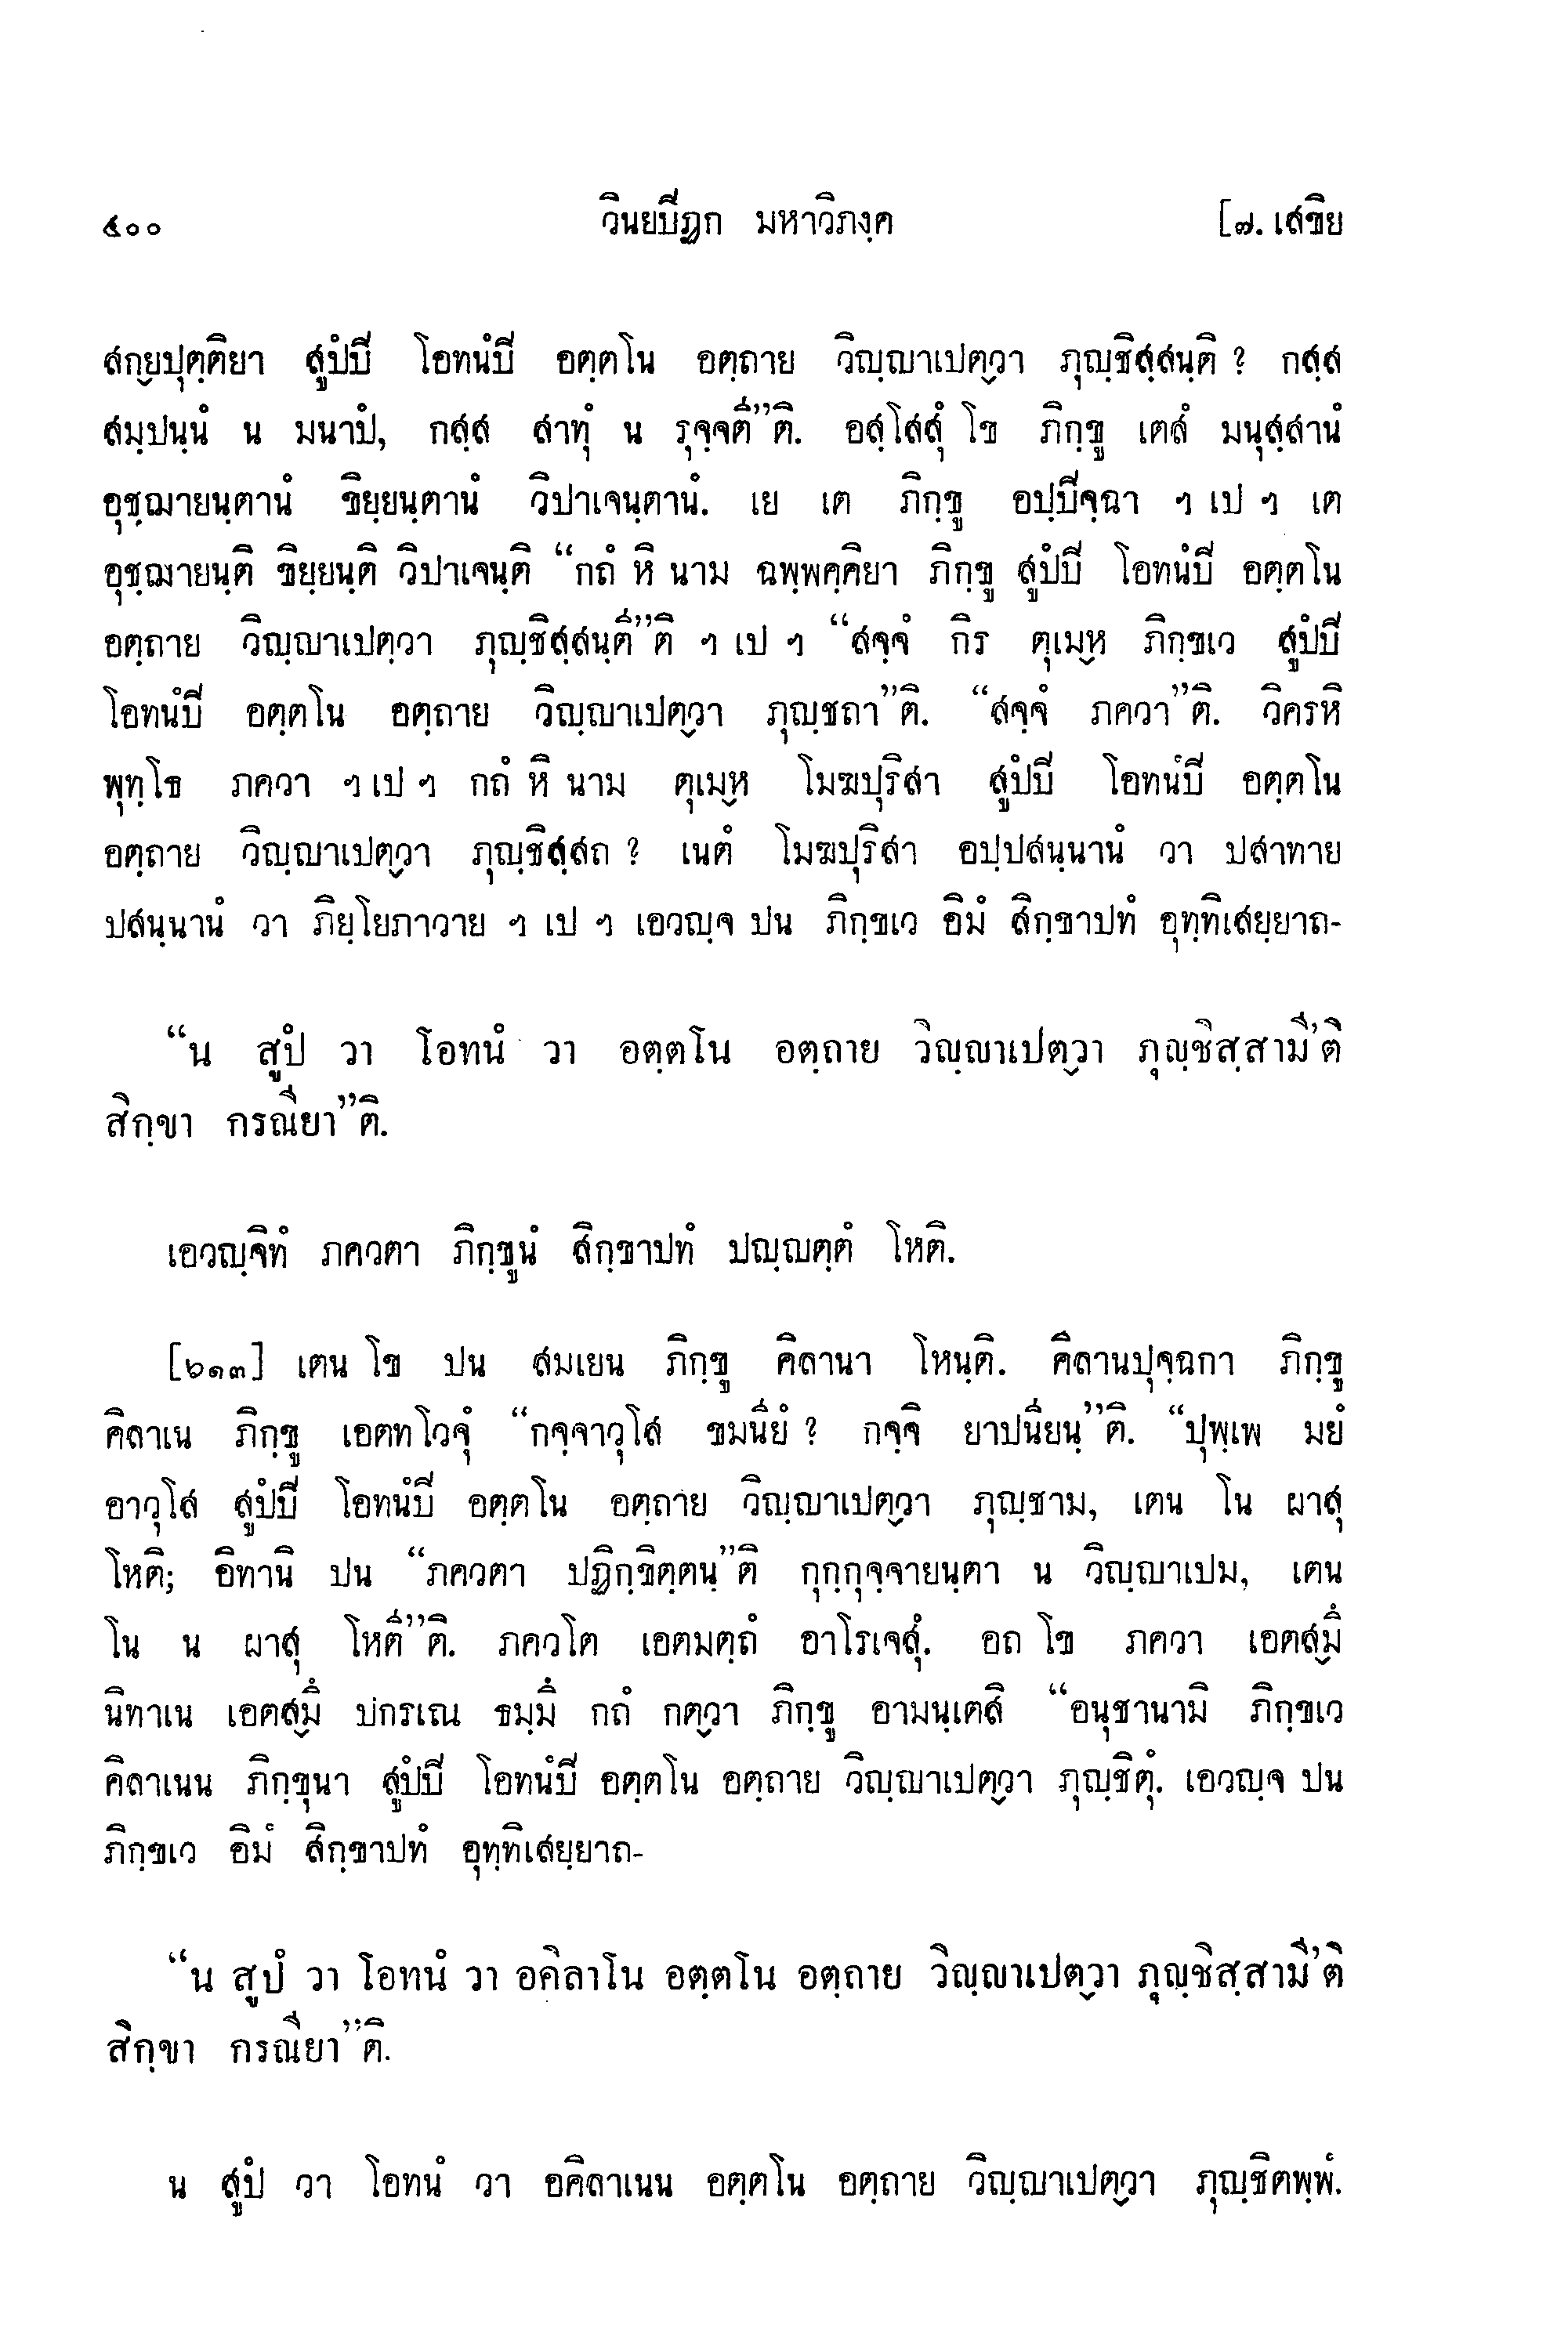 ๕๐๐ วินยปิฏก มหาวิภงฺค [๗. เสขิย
สก๎ยปุตฺติยา สูปํปิ โอทนํปิ อตฺตโน อตฺถาย วิญฺญาเปต๎วา ภุญฺชิสฺสนฺติ ? กสฺส
สมฺปนฺนํ น มนาปํ, กสฺส สาทุํ น รุจฺจตี”ติ. อสฺโสสุํ โข ภิกฺขู เตสํ มนุสฺสานํ
อุชฺฌายนฺตานํ ขิยฺยนฺตานํ วิปาเจนฺตานํ. เย เต ภิกฺขู อปฺปิจฺฉา ฯ เป ฯ เต
อุชฺฌายนฺติ ขิยฺยนฺติ วิปาเจนฺติ “กถํ หิ นาม ฉพฺพคฺคิยา ภิกฺขู สูปํปิ โอทนํปิ อตฺตโน
อตฺถาย วิญฺญาเปตฺวา ภุญฺชิสฺสนฺตี”ติ ฯ เป ฯ “สจฺจํ กิร ตุเม๎ห ภิกฺขเว สูปํปิ
โอทนํปิ อตฺตโน อตฺถาย วิญฺญาเปต๎วา ภุญฺชถา”ติ. “สจฺจํ ภควา”ติ. วิครหิ
พุทฺโธ ภควา ฯ เป ฯ กถํ หิ นาม ตุเม๎ห โมฆปุริสา สูปํปิ โอทนํปิ อตฺตโน
อตฺถาย วิญฺญาเปต๎วา ภุญฺชิสฺสถ ? เนตํ โมฆปุริสา อปฺปสนฺนานํ วา ปสาทาย
ปสนฺนานํ วา ภิยฺโยภาวาย ฯ เป ฯ เอวญฺจ ปน ภิกฺขเว อิมํ สิกฺขาปทํ อุทฺทิเสยฺยาถ-
“น สูปํ วา โอทนํ วา อตฺตโน อตฺถาย วิญฺญาเปต๎วา ภุญฺชิสฺสามี’ติ
สิกฺขา กรณียา”ติ.
เอวญฺจิทํ ภควตา ภิกฺขูนํ สิกฺขาปทํ ปญฺญตฺตํ โหติ.
[๖๑๓] เตน โข ปน สมเยน ภิกฺขู คิลานา โหนฺติ. คิลานปุจฺฉกา ภิกฺขู
คิลาเน ภิกฺขู เอตทโวจุํ “กจฺจาวุโส ขมนียํ ? กจฺจิ ยาปนียนฺ”ติ. “ปุพฺเพ มยํ
อาวุโส สูปํปิ โอทนํปิ อตฺตโน อตฺถาย วิญฺญาเปต๎วา ภุญฺชาม, เตน โน ผาสุ
โหติ; อิทานิ ปน “ภควตา ปฏิกฺขิตฺตนฺ”ติ กุกฺกุจฺจายนฺตา น วิญฺญาเปม, เตน
โน น ผาสุ โหตี”ติ. ภควโต เอตมตฺถํ อาโรเจสุํ. อถ โข ภควา เอตส๎มึ
นิทาเน เอตส๎มึ ปกรเณ ธมฺมึ กถํ กต๎วา ภิกฺขู อามนฺเตสิ “อนุชานามิ ภิกฺขเว
คิลาเนน ภิกฺขุนา สูปํปิ โอทนํปิ อตฺตโน อตฺถาย วิญฺญาเปต๎วา ภุญฺชิตุํ. เอวญฺจ ปน
ภิกฺขเว อิมํ สิกฺขาปทํ อุทฺทิเสยฺยาถ-
“น สูปํ วา โอทนํ วา อคิลาโน อตฺตโน อตฺถาย วิญฺญาเปต๎วา ภุญฺชิสฺสามี’ติ
สิกฺขา กรณียา”ติ.
น สูปํ วา โอทนํ วา อคิลาเนน อตฺตโน อตฺถาย วิญฺญาเปต๎วา ภุญฺชิตพฺพํ.